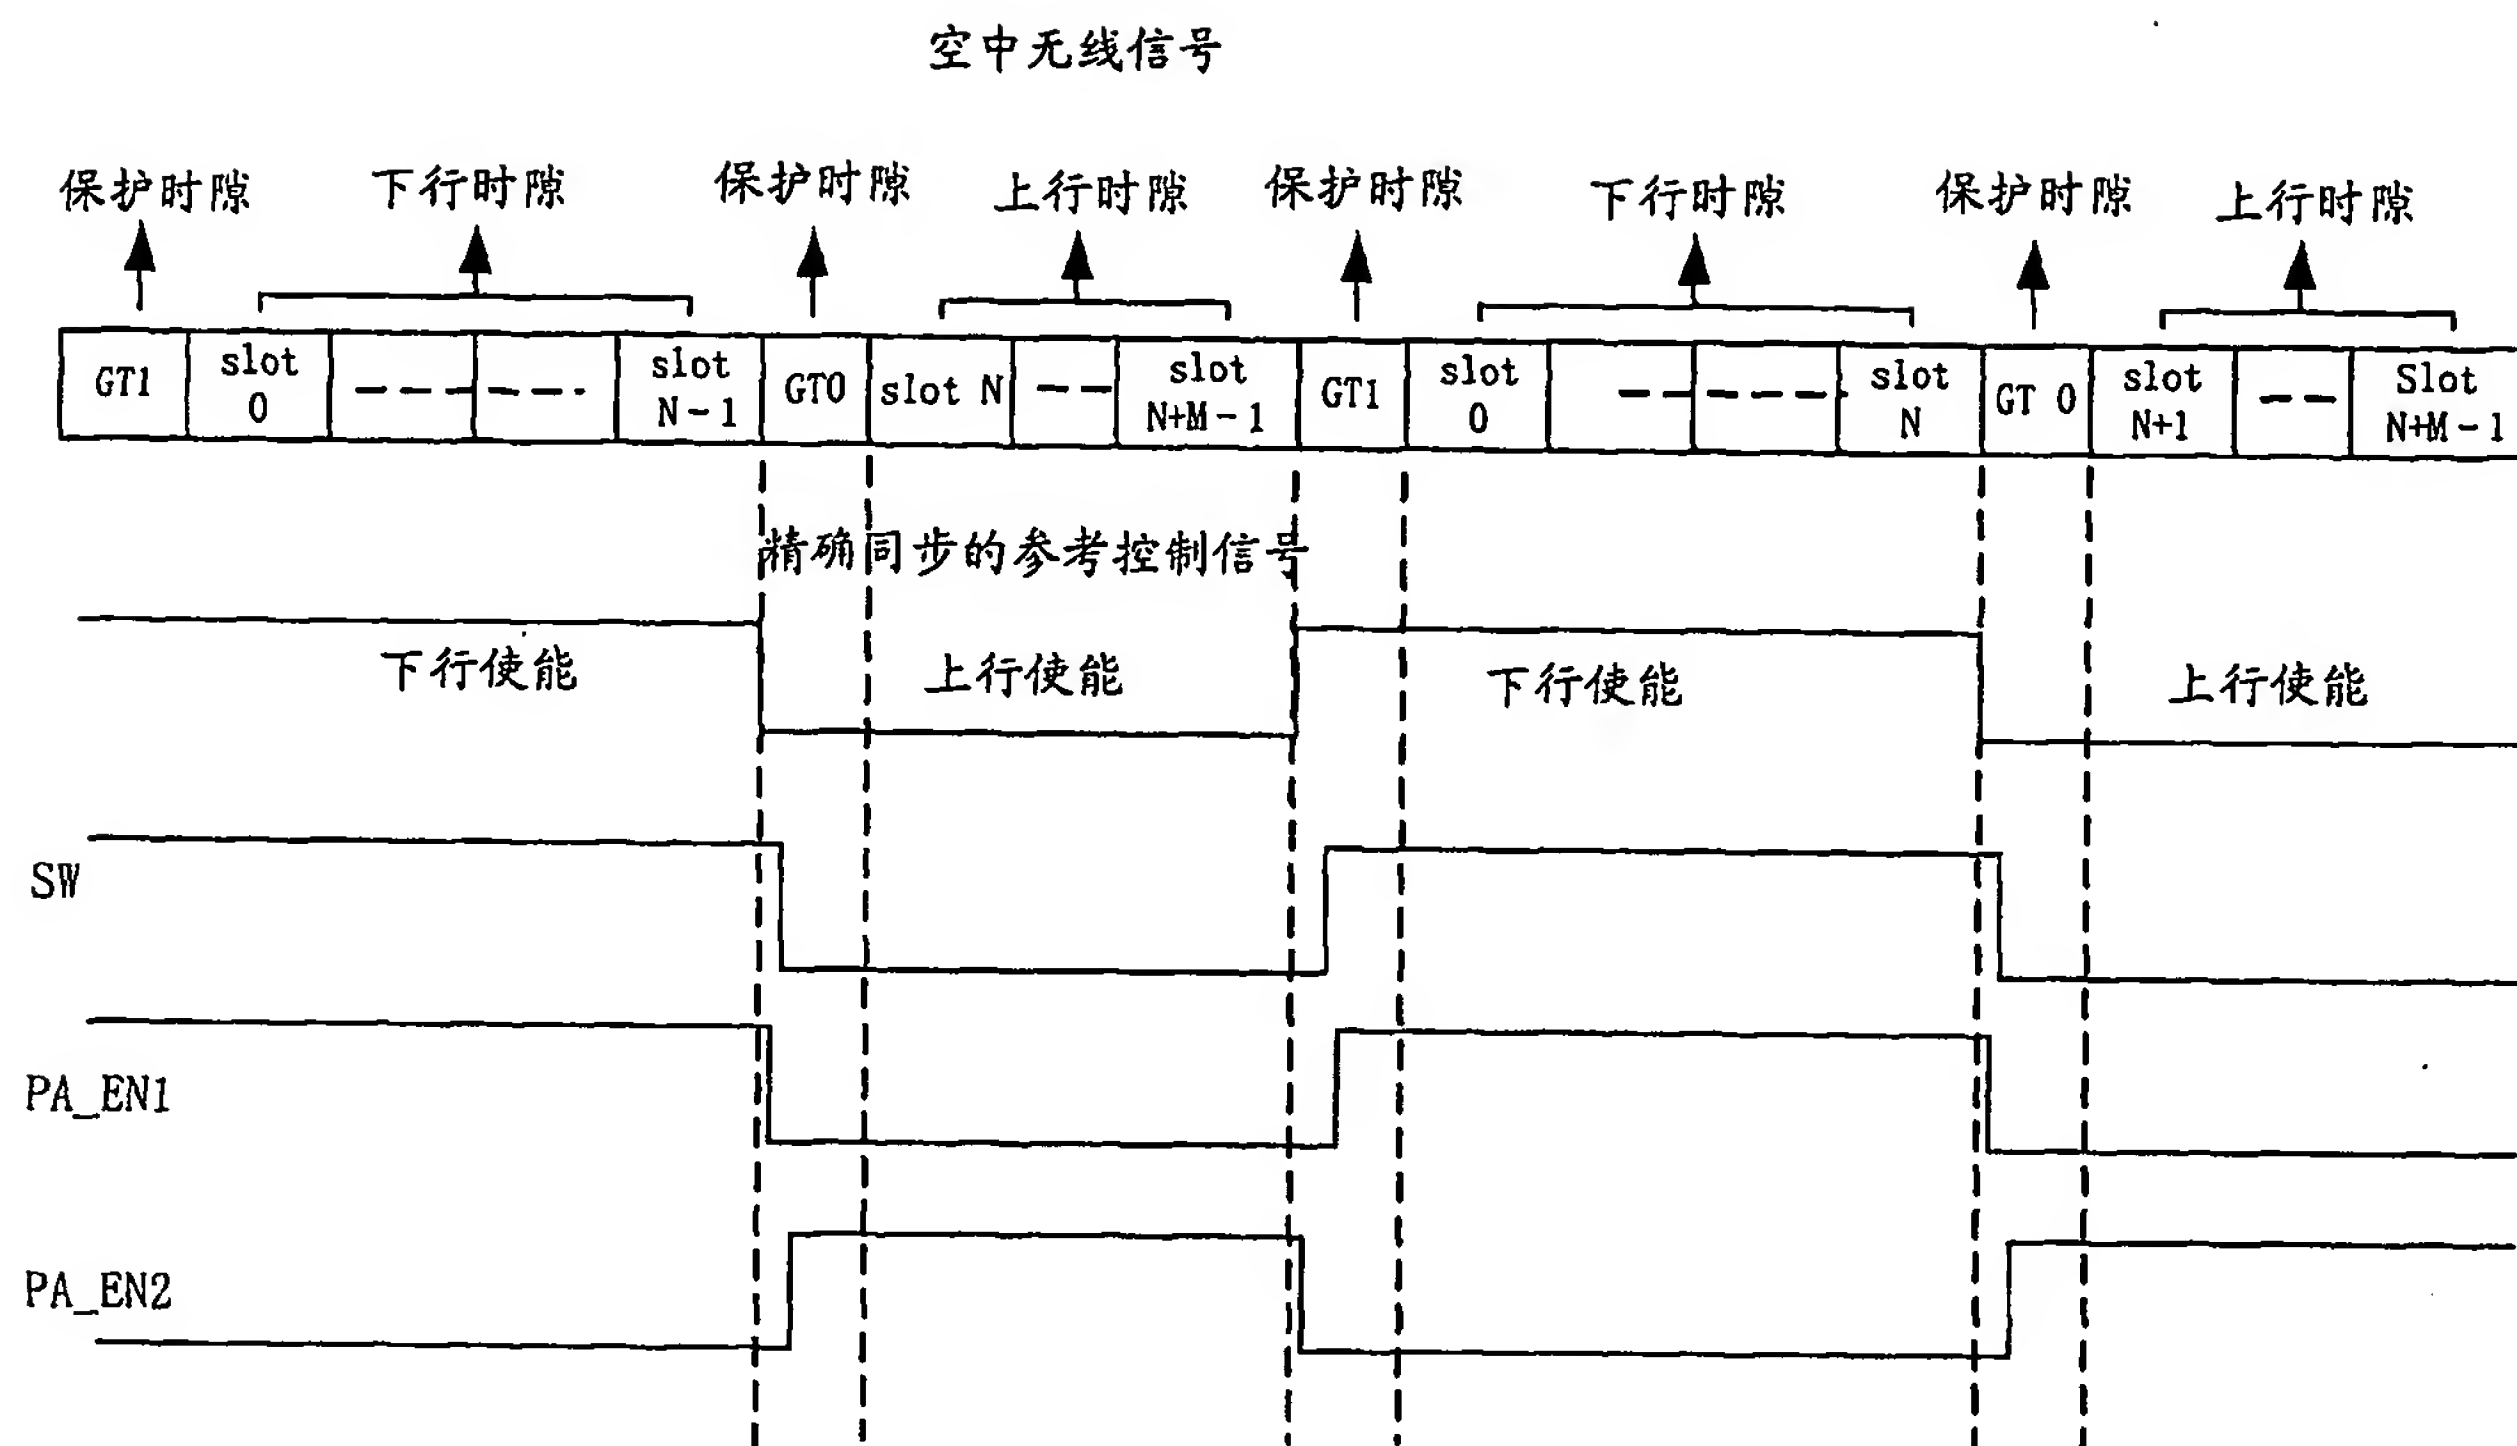 空中无线信号
保护时隙 下行时隙 保护时隙 上行时隙 保护时隙 下行时隙 保护时隙 上行时隙
GT1 slot 0 ---- ---- slot N-1 GT0 slot N -- slot N+M-1 GT1 slot 0 -- ---- slot N GT 0 slot N+1 -- Slot N+M-1
精确同步的参考控制信号
下行使能 上行使能 下行使能 上行使能
SW
PA_EN1
PA_EN2